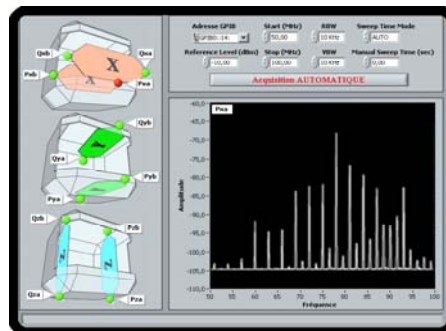 Adresse GPIB Start (MHz) RBW Sweep Time Mode
GPIB0::14: 50,00 10 KHz AUTO
Reference Level (dBm) Stop (MHz) VBW Manual Sweep Time (sec)
-10,00 100,00 10 KHz 0,00
Acquisition AUTOMATIQUE
Qxb Qxa
X
Pxb X Pxa
Qyb
Y
Qya
Pyb
Pya
Qzb Pzb
Z Z
Qza Pza
Pxa
Amplitude
-60,0
-65,0
-70,0
-75,0
-80,0
-85,0
-90,0
-95,0
-100,0
-105,0
-110,0
50 55 60 65 70 75 80 85 90 95 100
Fréquence